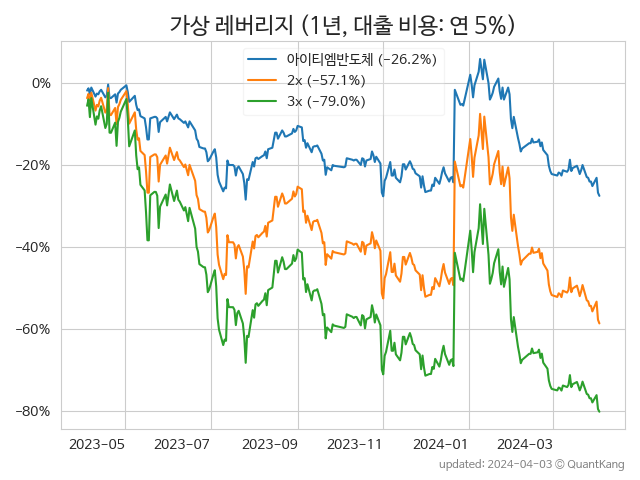 가상 레버리지 (1년, 대출 비용: 연 5%)
아이티엠반도체 (−26.2%)
2x (−57.1%)
3x (−79.0%)
0%
−20%
−40%
−60%
−80%
2023-05 2023-07 2023-09 2023-11 2024-01 2024-03
updated: 2024-04-03 © QuantKang